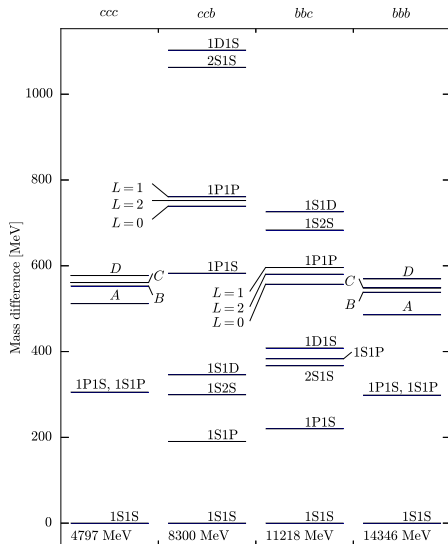 ccc ccb bbc bbb
1D1S
2S1S
1000
800
L = 1
1P1P
L = 2
L = 0
1S1D
1S2S
Mass difference [MeV]
600
D
C
1P1S
1P1P
C
D
A
B
L = 1
L = 2
L = 0
B
A
400
1D1S
1S1P
1P1S, 1S1P
1S1D
2S1S
1P1S, 1S1P
1S2S
1S1P
1P1S
200
0
1S1S 1S1S 1S1S 1S1S
4797 MeV 8300 MeV 11218 MeV 14346 MeV